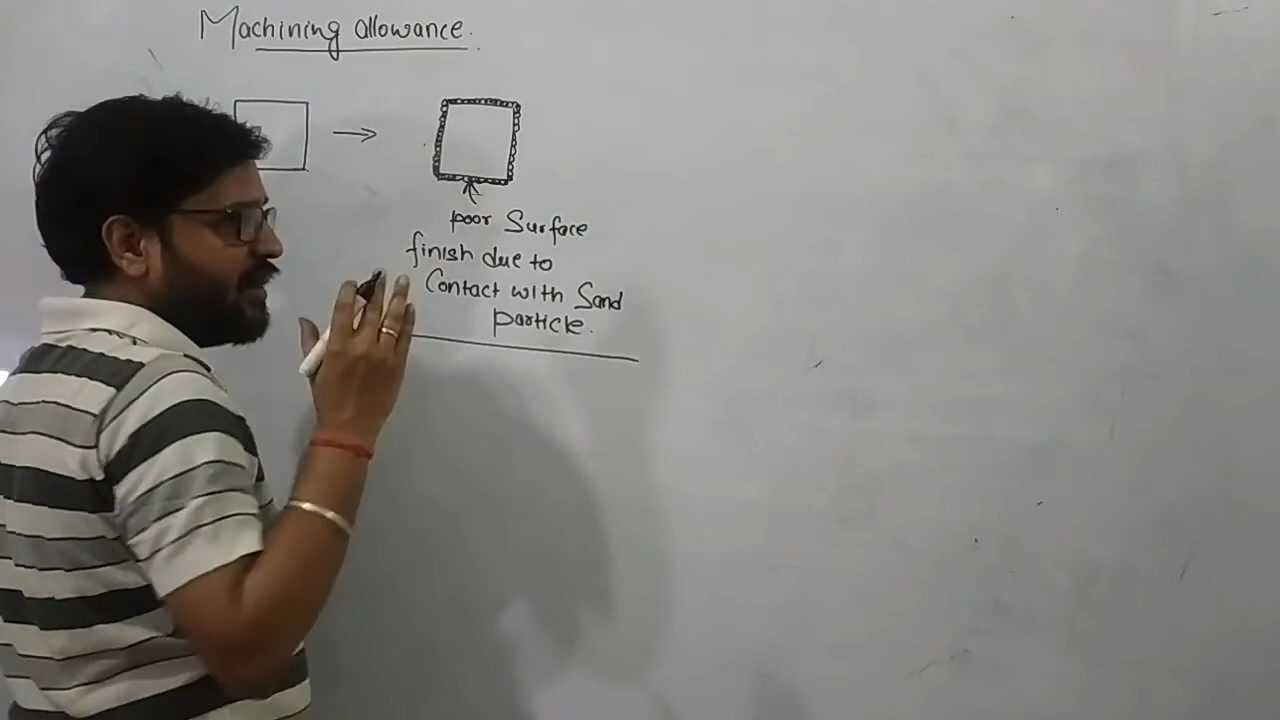 Machining allowance.
poor Surface
finish due to
Contact with Sand
particle.